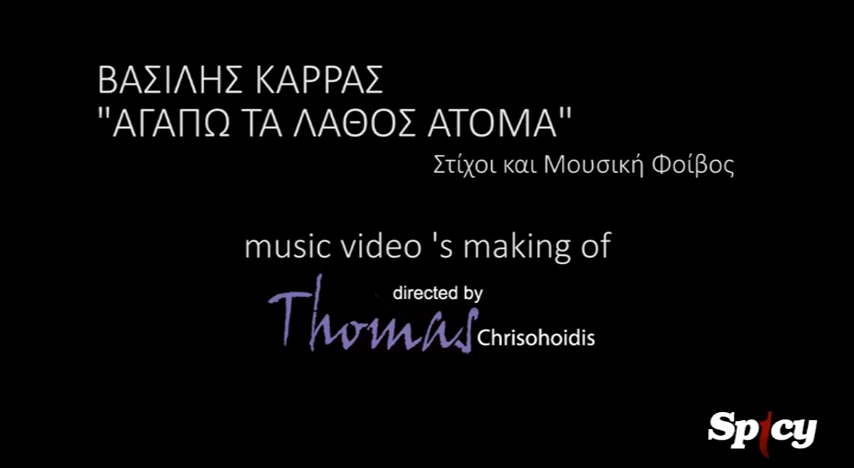 ΒΑΣΙΛΗΣ ΚΑΡΡΑΣ
"ΑΓΑΠΩ ΤΑ ΛΑΘΟΣ ΑΤΟΜΑ"
Στίχοι και Μουσική Φοίβος
music video 's making of
directed by
Thomas Chrisohoidis
Spicy